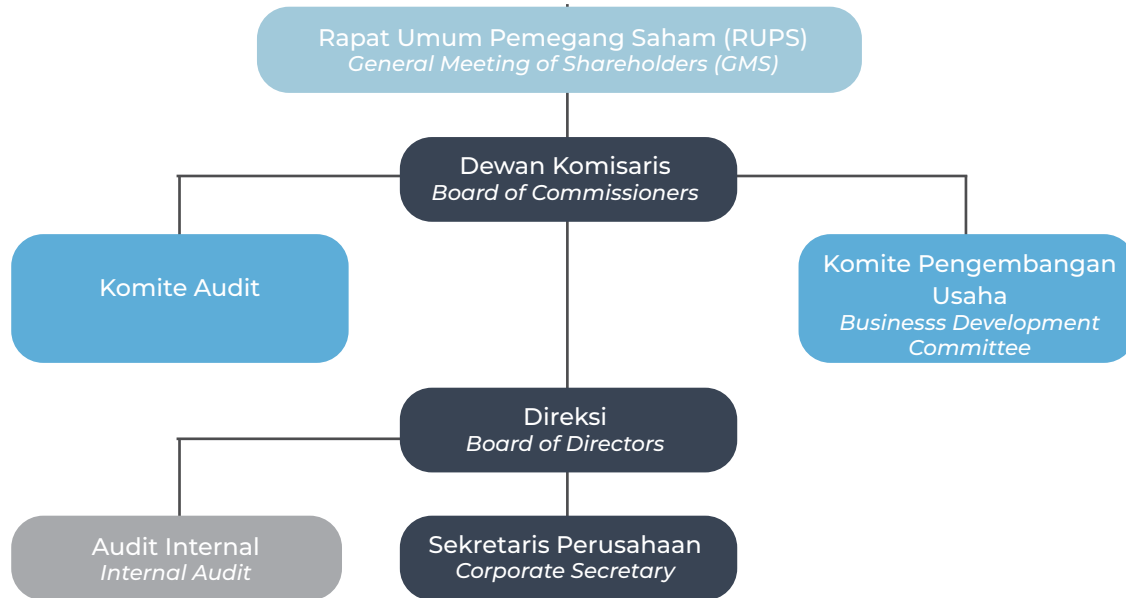 Rapat Umum Pemegang Saham (RUPS)
General Meeting of Shareholders (GMS)
Dewan Komisaris
Board of Commissioners
Komite Audit
Komite Pengembangan
Usaha
Businesss Development
Committee
Direksi
Board of Directors
Audit Internal
Internal Audit
Sekretaris Perusahaan
Corporate Secretary